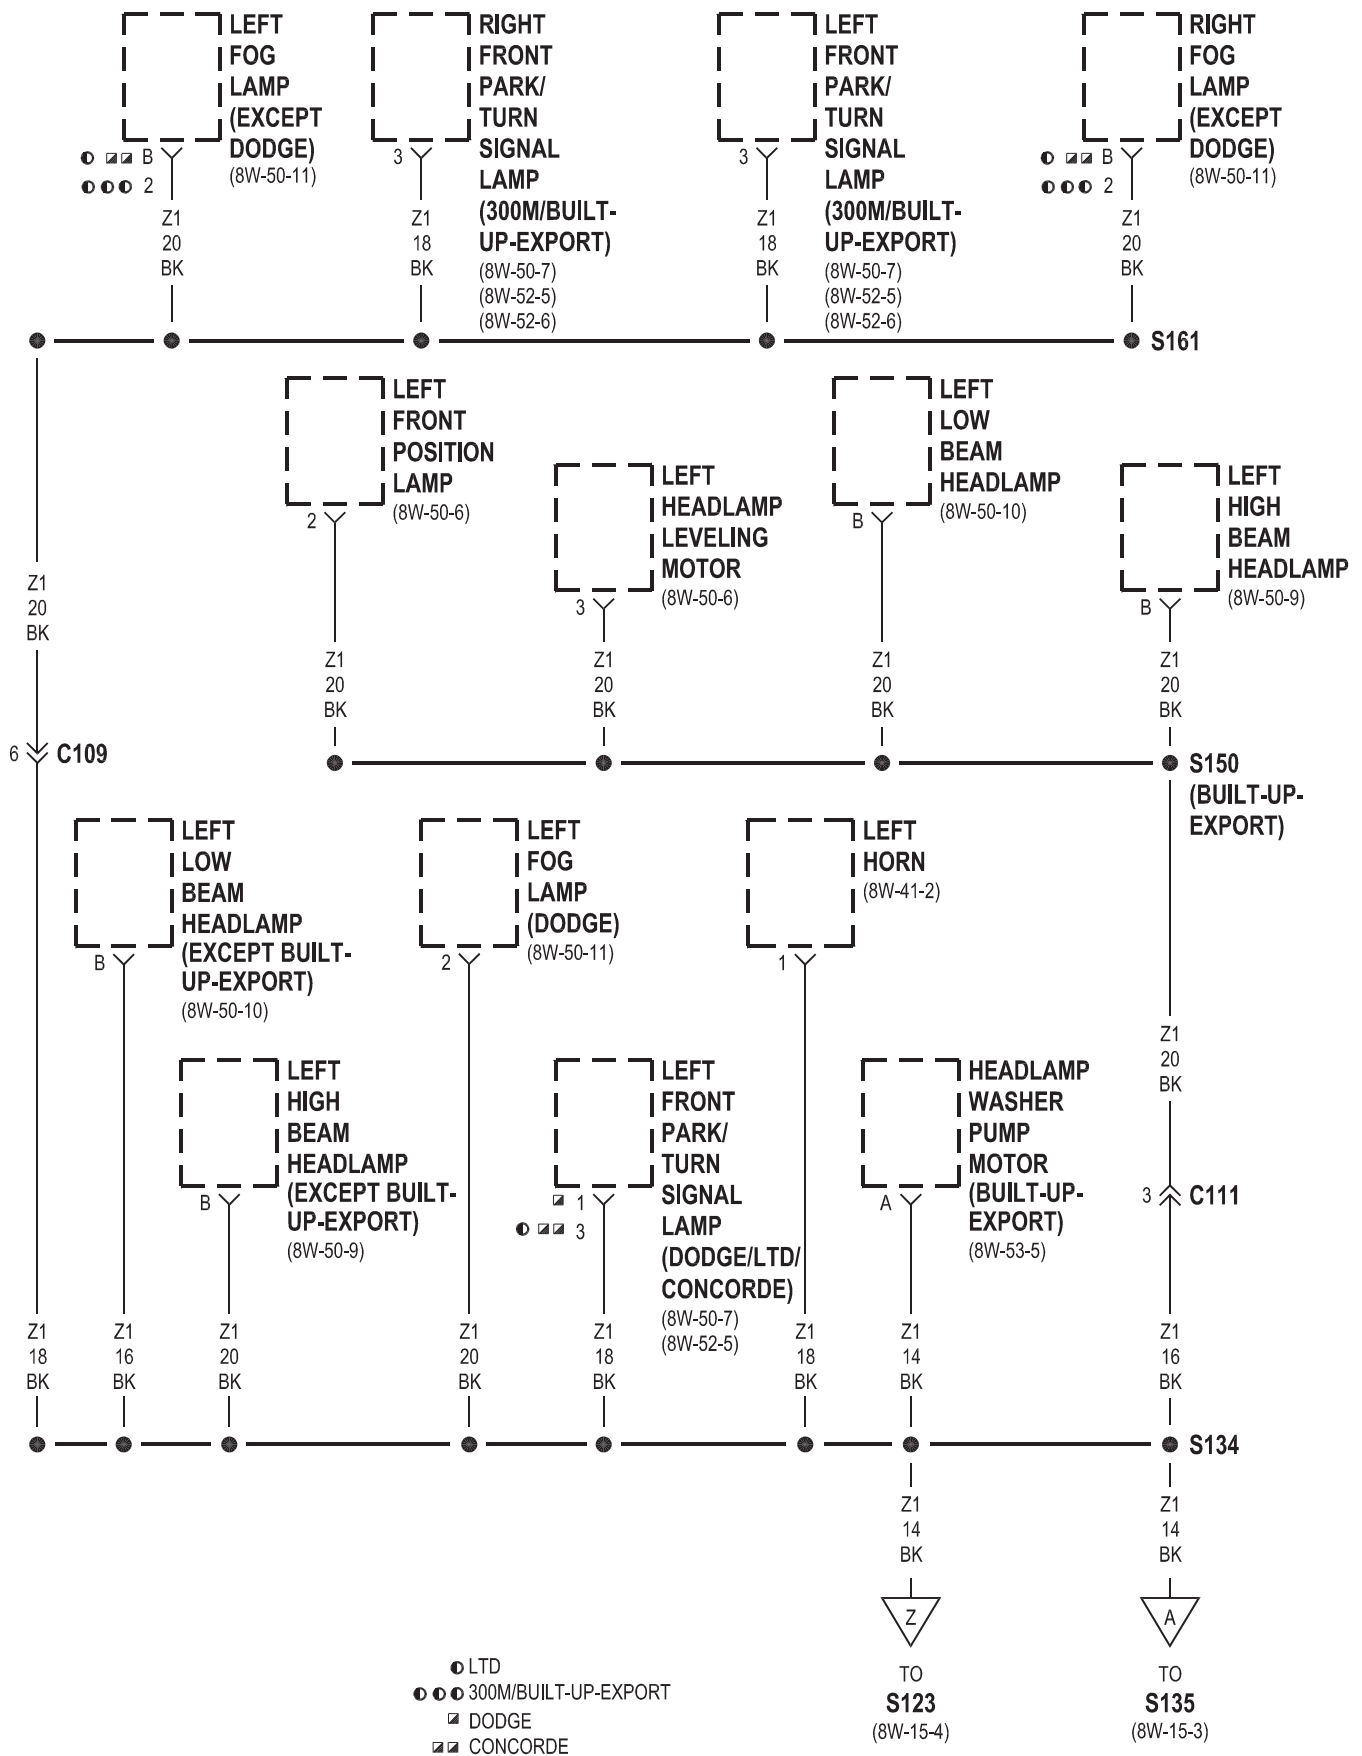 LEFT
FOG
LAMP
(EXCEPT
DODGE)
(8W-50-11)
B
2
Z1
20
BK
RIGHT
FRONT
PARK/
TURN
SIGNAL
LAMP
(300M/BUILT-
UP-EXPORT)
(8W-50-7)
(8W-52-5)
(8W-52-6)
3
Z1
18
BK
LEFT
FRONT
PARK/
TURN
SIGNAL
LAMP
(300M/BUILT-
UP-EXPORT)
(8W-50-7)
(8W-52-5)
(8W-52-6)
3
Z1
18
BK
RIGHT
FOG
LAMP
(EXCEPT
DODGE)
(8W-50-11)
B
2
Z1
20
BK
S161
LEFT
FRONT
POSITION
LAMP
(8W-50-6)
2
Z1
20
BK
LEFT
HEADLAMP
LEVELING
MOTOR
(8W-50-6)
3
Z1
20
BK
LEFT
LOW
BEAM
HEADLAMP
(8W-50-10)
B
Z1
20
BK
LEFT
HIGH
BEAM
HEADLAMP
(8W-50-9)
B
Z1
20
BK
Z1
20
BK
6
C109
S150
(BUILT-UP-
EXPORT)
LEFT
LOW
BEAM
HEADLAMP
(EXCEPT BUILT-
UP-EXPORT)
(8W-50-10)
B
LEFT
FOG
LAMP
(DODGE)
(8W-50-11)
2
LEFT
HORN
(8W-41-2)
1
Z1
20
BK
LEFT
HIGH
BEAM
HEADLAMP
(EXCEPT BUILT-
UP-EXPORT)
(8W-50-9)
B
LEFT
FRONT
PARK/
TURN
SIGNAL
LAMP
(DODGE/LTD/
CONCORDE)
(8W-50-7)
(8W-52-5)
1
3
HEADLAMP
WASHER
PUMP
MOTOR
(BUILT-UP-
EXPORT)
(8W-53-5)
A
3
C111
Z1
18
BK
Z1
16
BK
Z1
20
BK
Z1
20
BK
Z1
18
BK
Z1
18
BK
Z1
14
BK
Z1
16
BK
S134
Z1
14
BK
Z
TO
S123
(8W-15-4)
Z1
14
BK
A
TO
S135
(8W-15-3)
LTD
300M/BUILT-UP-EXPORT
DODGE
CONCORDE